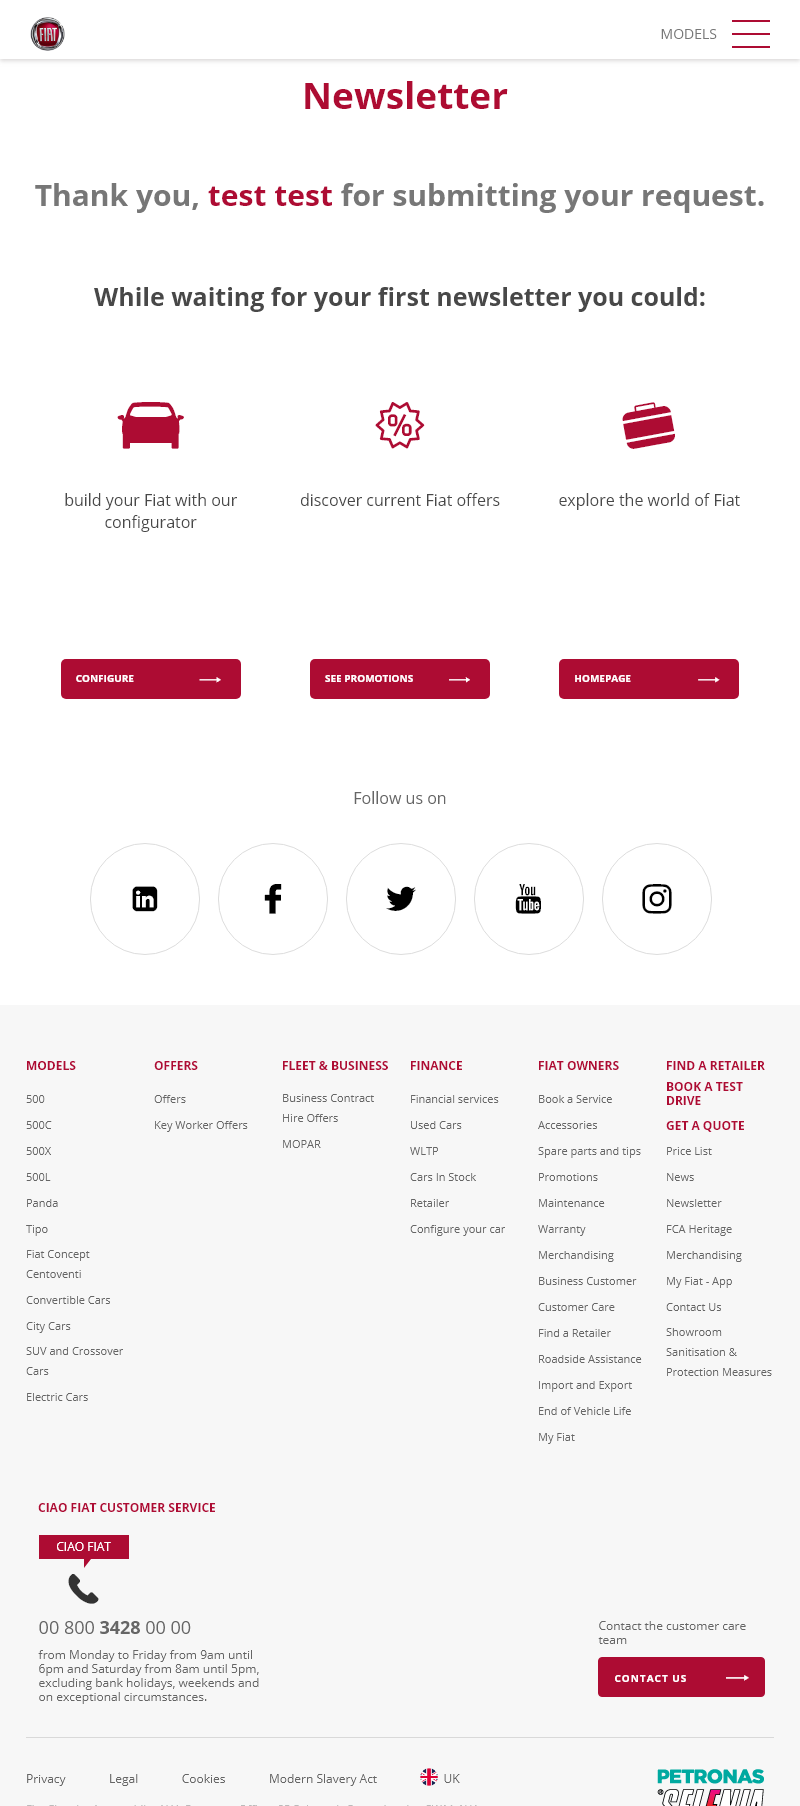 FIAT
MODELS
Newsletter
Thank you, test test for submitting your request.
While waiting for your first newsletter you could:
build your Fiat with our
configurator
discover current Fiat offers
explore the world of Fiat
CONFIGURE
SEE PROMOTIONS
HOMEPAGE
Follow us on
in
You
Tube
MODELS
500
500C
500X
500L
Panda
Tipo
Fiat Concept
Centoventi
Convertible Cars
City Cars
SUV and Crossover
Cars
Electric Cars
OFFERS
Offers
Key Worker Offers
FLEET & BUSINESS
Business Contract
Hire Offers
MOPAR
FINANCE
Financial services
Used Cars
WLTP
Cars In Stock
Retailer
Configure your car
FIAT OWNERS
Book a Service
Accessories
Spare parts and tips
Promotions
Maintenance
Warranty
Merchandising
Business Customer
Customer Care
Find a Retailer
Roadside Assistance
Import and Export
End of Vehicle Life
My Fiat
FIND A RETAILER
BOOK A TEST
DRIVE
GET A QUOTE
Price List
News
Newsletter
FCA Heritage
Merchandising
My Fiat - App
Contact Us
Showroom
Sanitisation &
Protection Measures
CIAO FIAT CUSTOMER SERVICE
CIAO FIAT
00 800 3428 00 00
from Monday to Friday from 9am until
6pm and Saturday from 8am until 5pm,
excluding bank holidays, weekends and
on exceptional circumstances.
Contact the customer care
team
CONTACT US
Privacy
Legal
Cookies
Modern Slavery Act
UK
PETRONAS
SELENIA